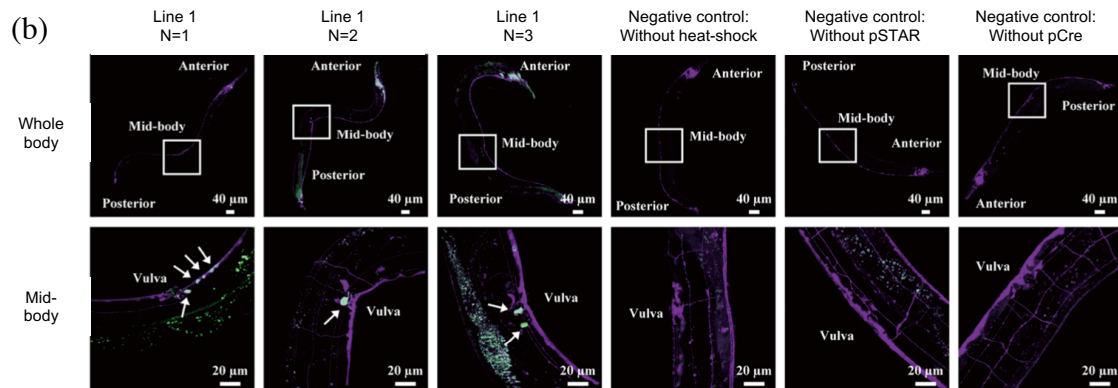 (b)
Line 1
N=1
Line 1
N=2
Line 1
N=3
Negative control:
Without heat-shock
Negative control:
Without pSTAR
Negative control:
Without pCre
Whole
body
Anterior
Mid-body
Posterior
40 µm
Anterior
Mid-body
Posterior
40 µm
Anterior
Mid-body
Posterior
40 µm
Anterior
Mid-body
Posterior
40 µm
Posterior
Mid-body
Anterior
40 µm
Mid-body
Posterior
Anterior
40 µm
Mid-
body
Vulva
20 µm
Vulva
20 µm
Vulva
20 µm
Vulva
20 µm
Vulva
20 µm
Vulva
20 µm